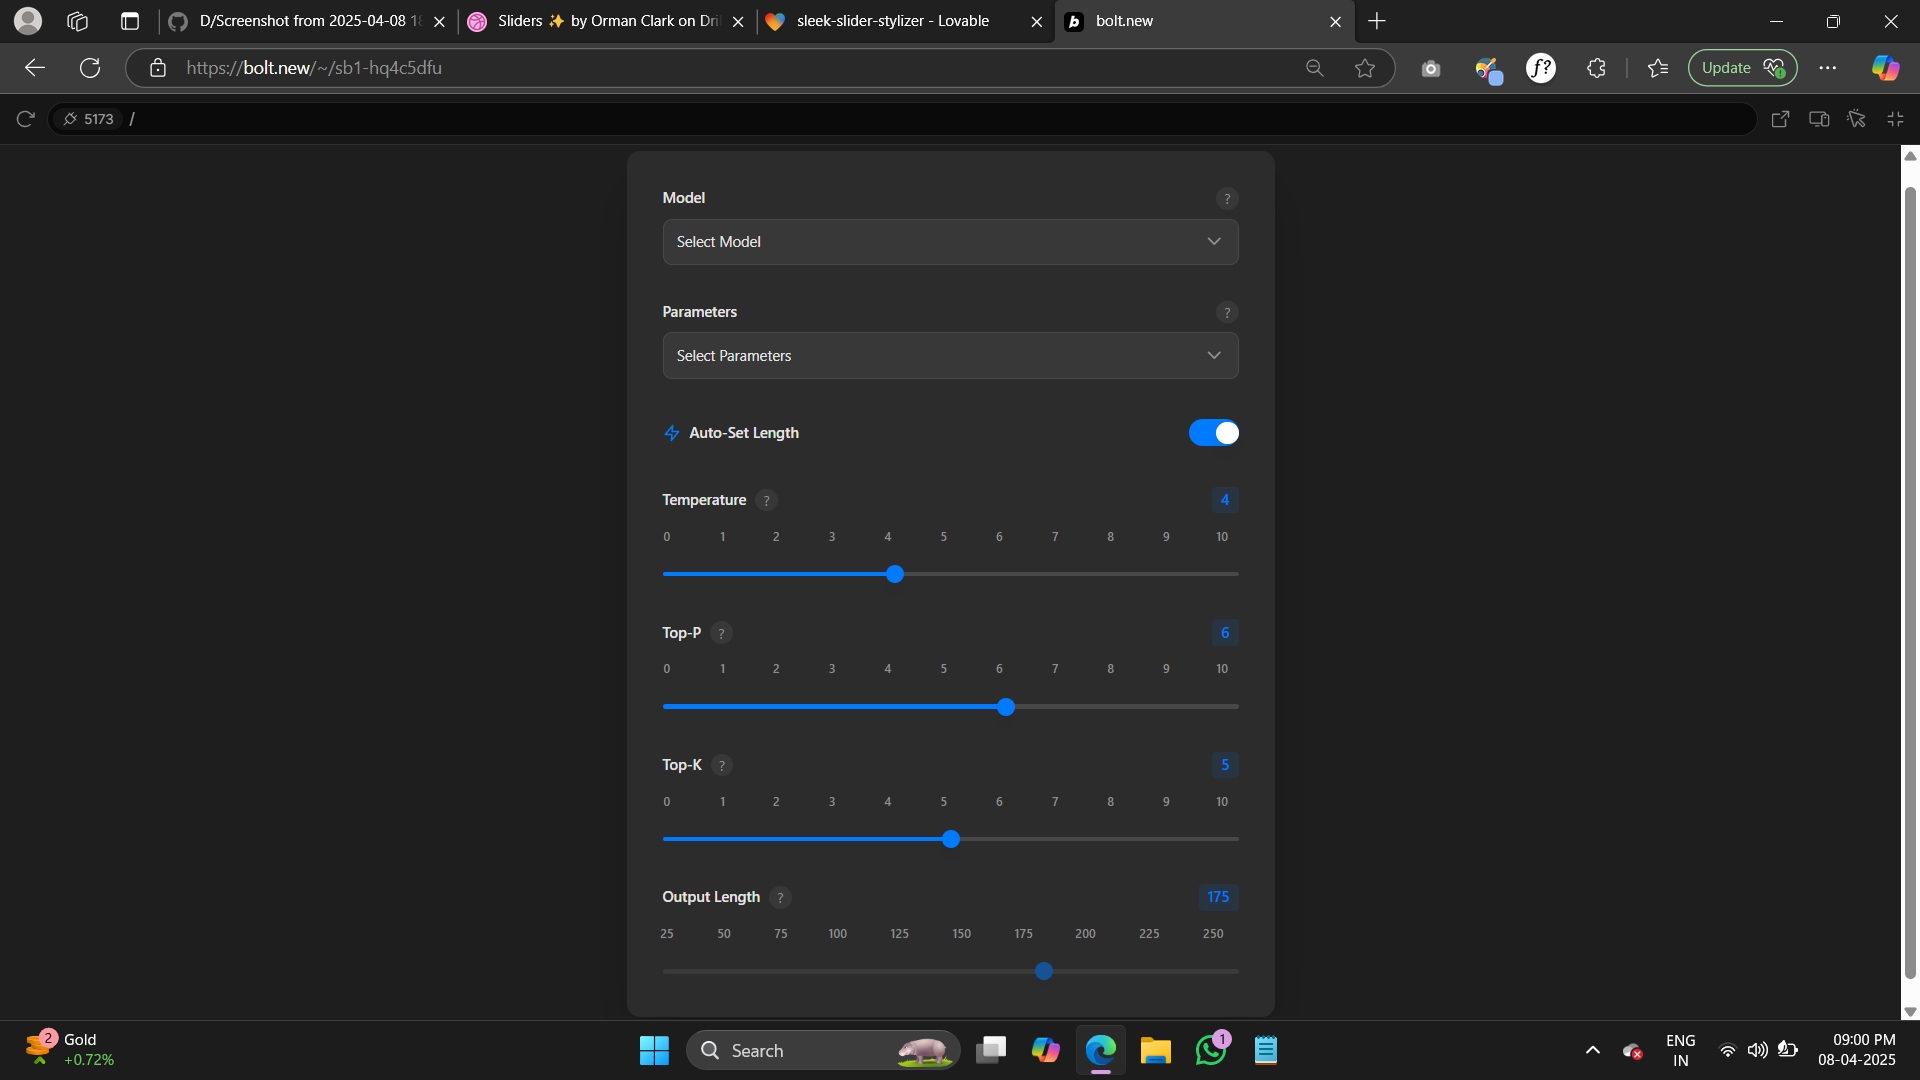 D/Screenshot from 2025-04-08 18
Sliders ✨ by Orman Clark on Dri
sleek-slider-stylizer - Lovable
bolt.new
https://bolt.new/~/sb1-hq4c5dfu
f?
Update
5173 /
Model ?
Select Model
Parameters ?
Select Parameters
Auto-Set Length
Temperature ? 4
0 1 2 3 4 5 6 7 8 9 10
Top-P ? 6
0 1 2 3 4 5 6 7 8 9 10
Top-K ? 5
0 1 2 3 4 5 6 7 8 9 10
Output Length ? 175
25 50 75 100 125 150 175 200 225 250
2 Gold
+0.72%
Search
1
ENG
IN
09:00 PM
08-04-2025